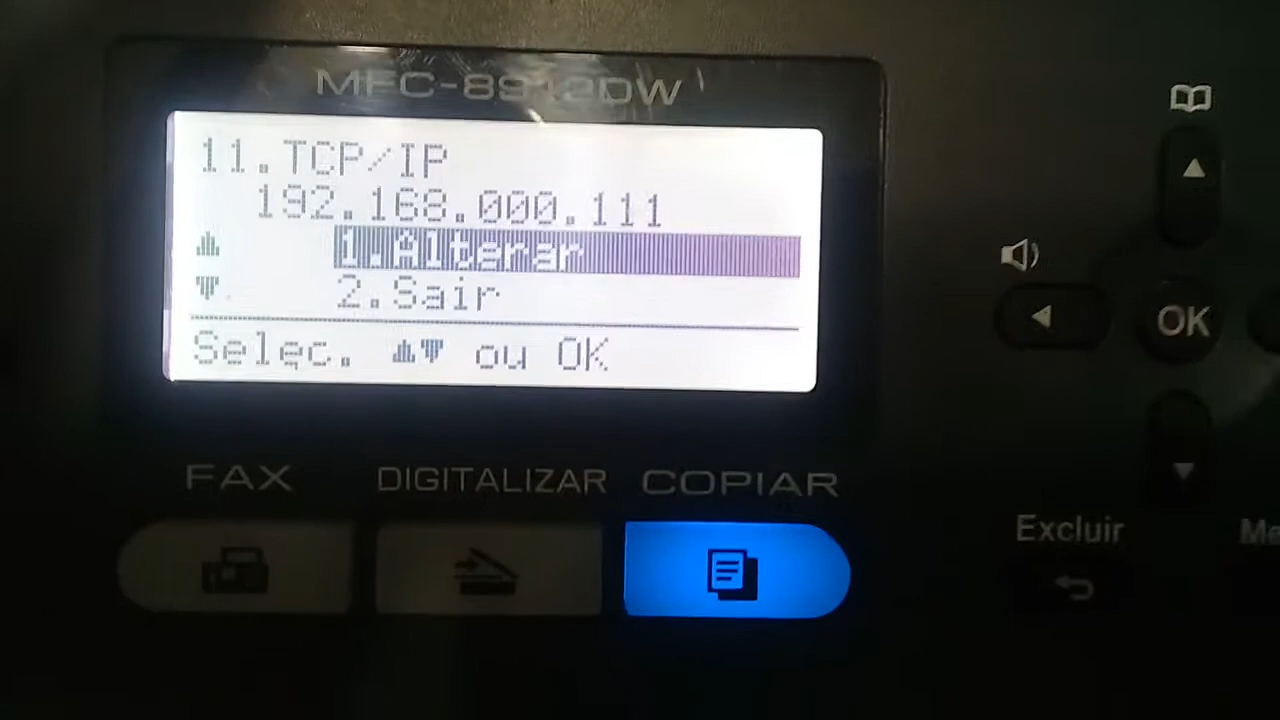 MFC-8912DW
11.TCP/IP
192.168.000.111
1.Alterar
2.Sair
Selec. ou OK
FAX
DIGITALIZAR
COPIAR
OK
Excluir